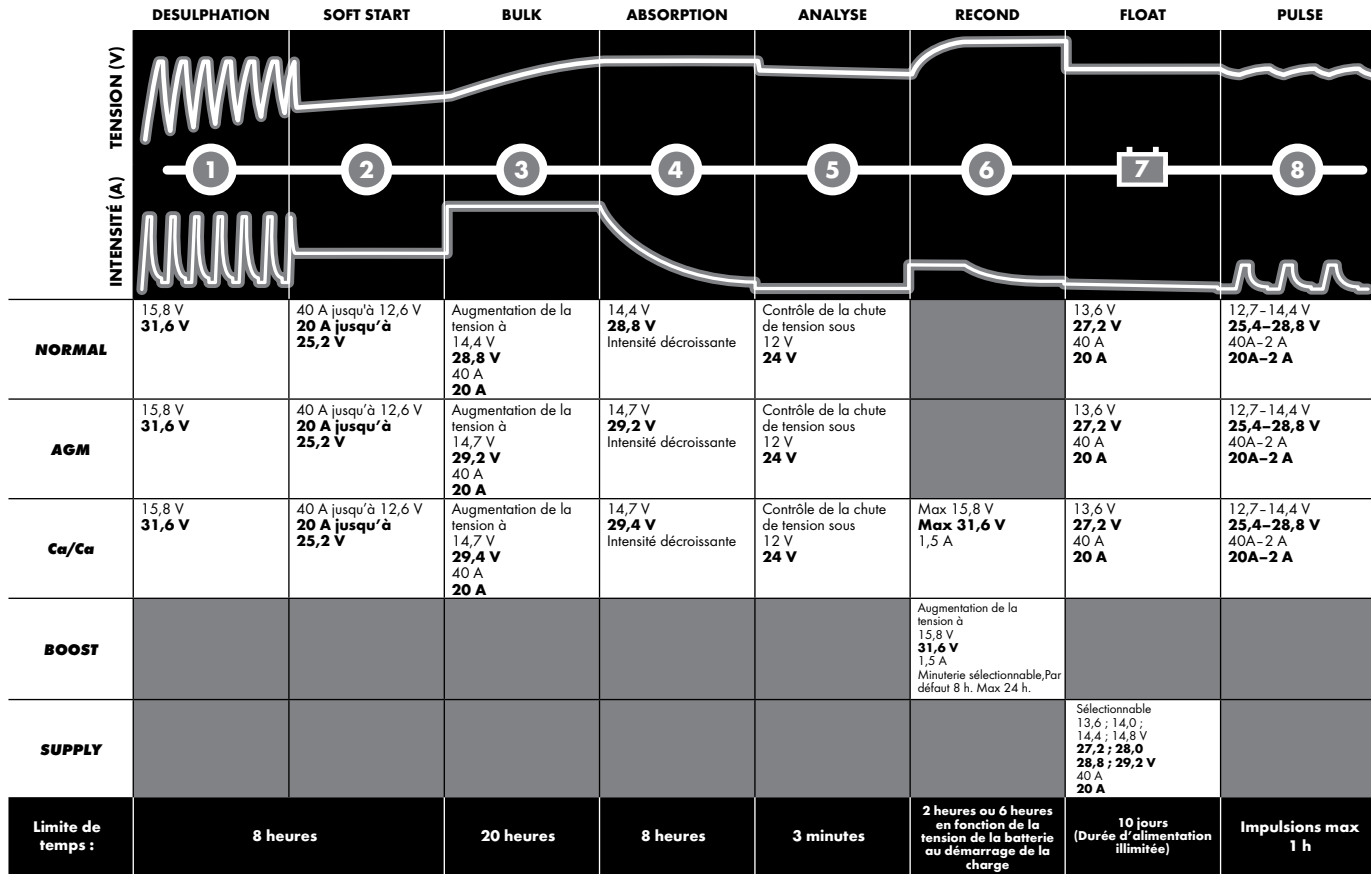 DESULPHATION
SOFT START
BULK
ABSORPTION
ANALYSE
RECOND
FLOAT
PULSE
TENSION (V)
INTENSITÉ (A)
1
2
3
4
5
6
7
8
NORMAL
15,8 V
31,6 V
40 A jusqu'à 12,6 V
20 A jusqu'à
25,2 V
Augmentation de la
tension à
14,4 V
28,8 V
40 A
20 A
14,4 V
28,8 V
Intensité décroissante
Contrôle de la chute
de tension sous
12 V
24 V
13,6 V
27,2 V
40 A
20 A
12,7–14,4 V
25,4–28,8 V
40A–2 A
20A–2 A
AGM
15,8 V
31,6 V
40 A jusqu'à 12,6 V
20 A jusqu'à
25,2 V
Augmentation de la
tension à
14,7 V
29,2 V
40 A
20 A
14,7 V
29,2 V
Intensité décroissante
Contrôle de la chute
de tension sous
12 V
24 V
13,6 V
27,2 V
40 A
20 A
12,7–14,4 V
25,4–28,8 V
40A–2 A
20A–2 A
Ca/Ca
15,8 V
31,6 V
40 A jusqu'à 12,6 V
20 A jusqu'à
25,2 V
Augmentation de la
tension à
14,7 V
29,4 V
40 A
20 A
14,7 V
29,4 V
Intensité décroissante
Contrôle de la chute
de tension sous
12 V
24 V
Max 15,8 V
Max 31,6 V
1,5 A
13,6 V
27,2 V
40 A
20 A
12,7–14,4 V
25,4–28,8 V
40A–2 A
20A–2 A
BOOST
Augmentation de la
tension à
15,8 V
31,6 V
1,5 A
Minuterie sélectionnable,Par
défaut 8 h. Max 24 h.
SUPPLY
Sélectionnable
13,6 ; 14,0 ;
14,4 ; 14,8 V
27,2 ; 28,0
28,8 ; 29,2 V
40 A
20 A
Limite de
temps :
8 heures
20 heures
8 heures
3 minutes
2 heures ou 6 heures
en fonction de la
tension de la batterie
au démarrage de la
charge
10 jours
(Durée d'alimentation
illimitée)
Impulsions max
1 h